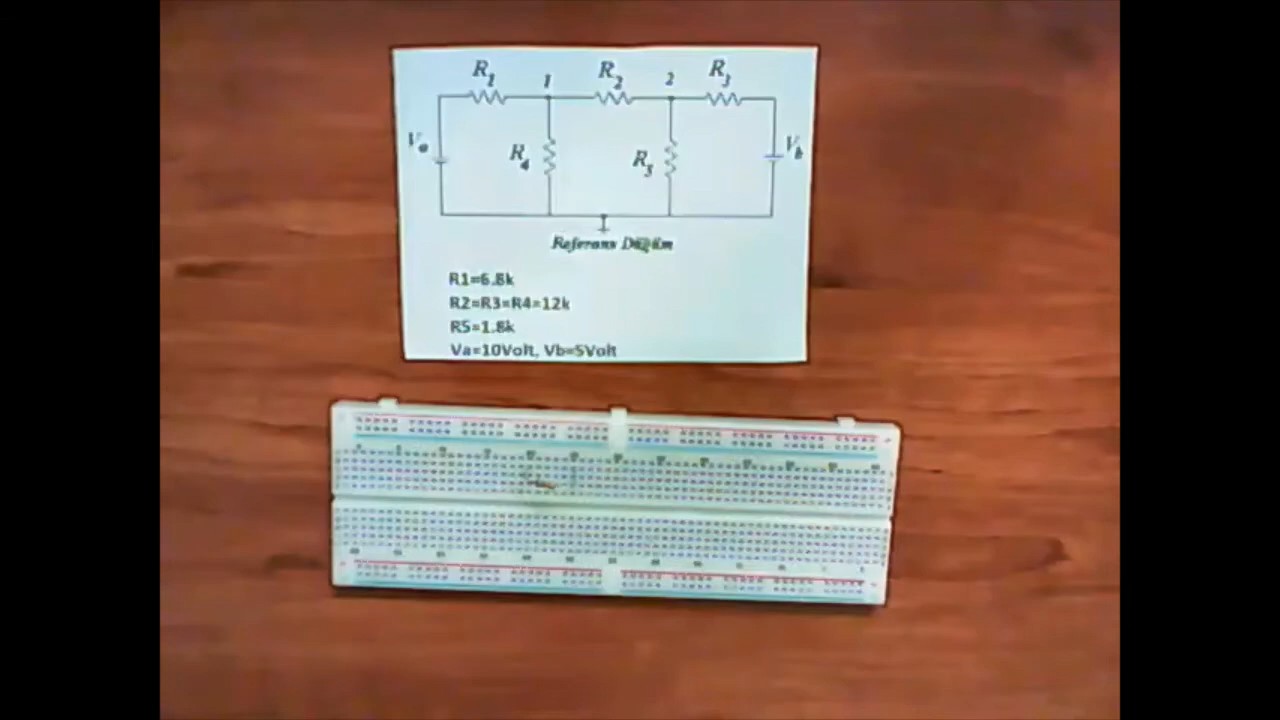 R1 1 R2 2 R3
Va R4 R5 Vb
Referans Düğüm
R1=6.8k
R2=R3=R4=12k
R5=1.8k
Va=10Volt, Vb=5Volt